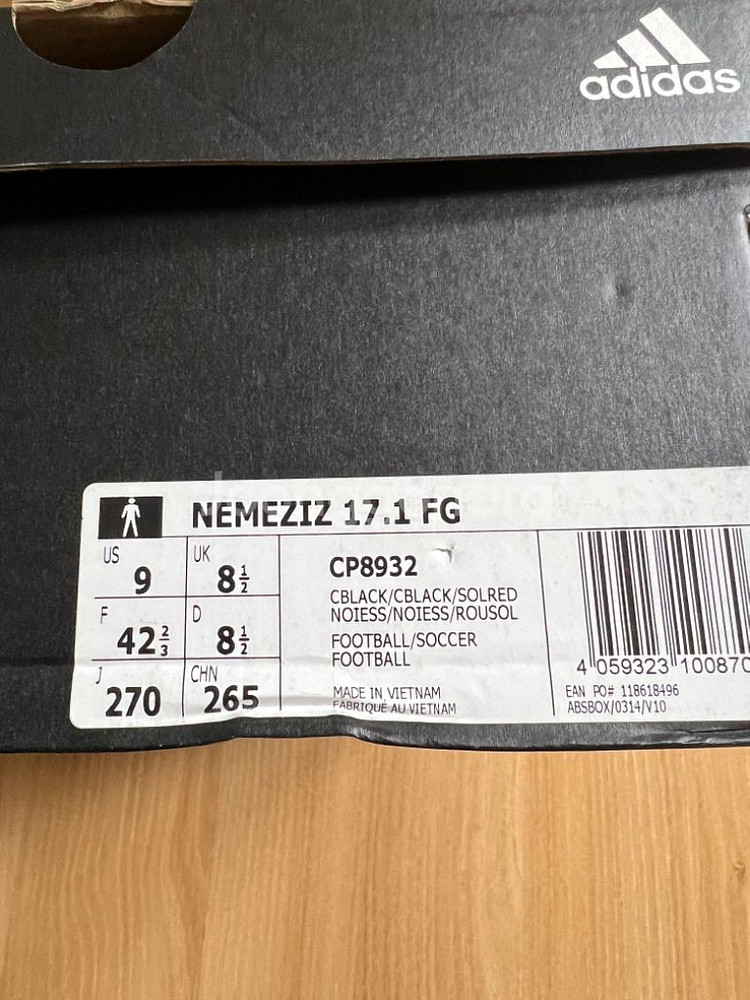 adidas
NEMEZIZ 17.1 FG
US 9
UK 8½
F 42⅔
D 8½
J 270
CHN 265
CP8932
CBLACK/CBLACK/SOLRED
NOIESS/NOIESS/ROUSOL
FOOTBALL/SOCCER
FOOTBALL
MADE IN VIETNAM
FABRIQUÉ AU VIETNAM
4 059323 100870
EAN PO# 118618496
ABSBOX/0314/V10